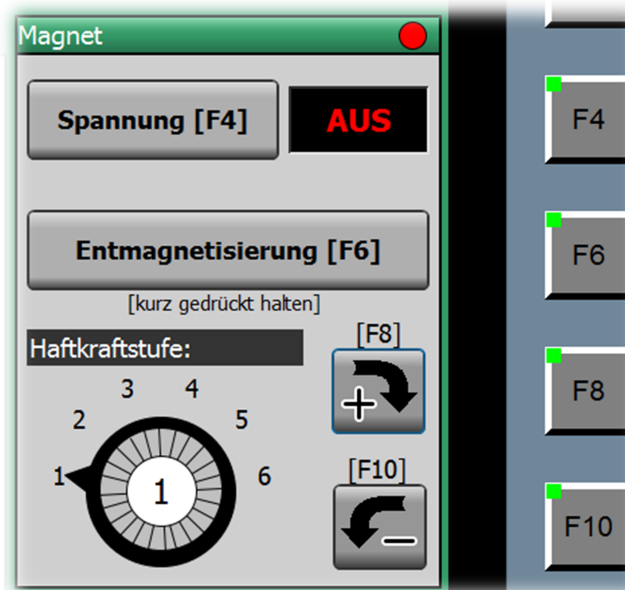 Magnet
Spannung [F4]
AUS
F4
Entmagnetisierung [F6]
F6
[kurz gedrückt halten]
Haftkraftstufe:
[F8]
+
F8
3
4
2
5
1
6
1
[F10]
−
F10